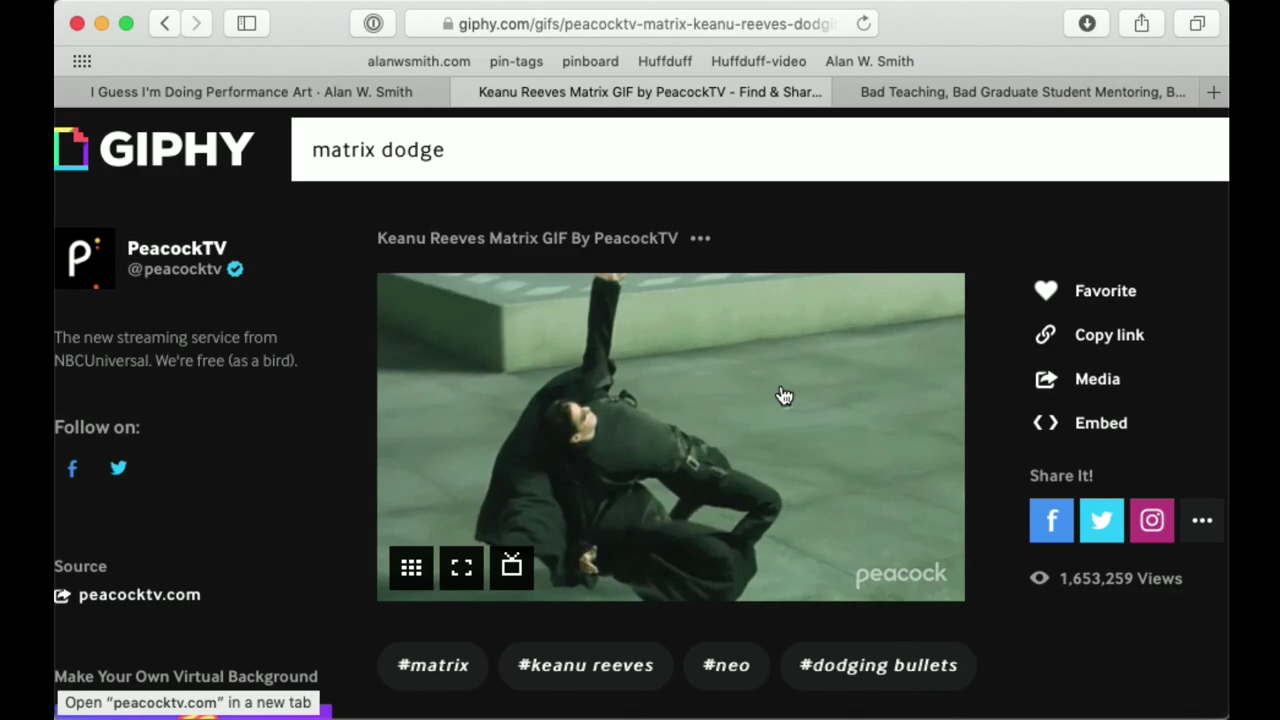 giphy.com/gifs/peacocktv-matrix-keanu-reeves-dodgin
alanwsmith.com pin-tags pinboard Huffduff Huffduff-video Alan W. Smith
I Guess I'm Doing Performance Art · Alan W. Smith
Keanu Reeves Matrix GIF by PeacockTV - Find & Shar...
Bad Teaching, Bad Graduate Student Mentoring, B...
GIPHY
matrix dodge
PeacockTV
@peacocktv
The new streaming service from
NBCUniversal. We're free (as a bird).
Follow on:
Source
peacocktv.com
Make Your Own Virtual Background
Open "peacocktv.com" in a new tab
Keanu Reeves Matrix GIF By PeacockTV
peacock
#matrix #keanu reeves #neo #dodging bullets
Favorite
Copy link
Media
Embed
Share It!
1,653,259 Views